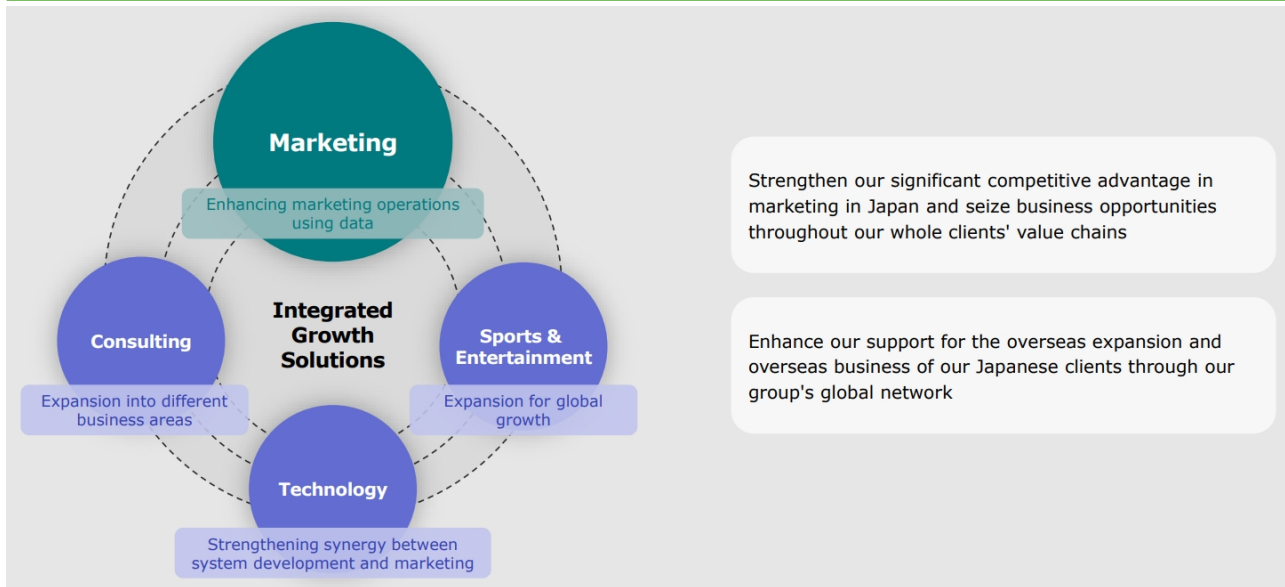 Marketing
Enhancing marketing operations
using data
Integrated
Growth
Solutions
Consulting
Expansion into different
business areas
Sports &
Entertainment
Expansion for global
growth
Technology
Strengthening synergy between
system development and marketing
Strengthen our significant competitive advantage in
marketing in Japan and seize business opportunities
throughout our whole clients' value chains
Enhance our support for the overseas expansion and
overseas business of our Japanese clients through our
group's global network